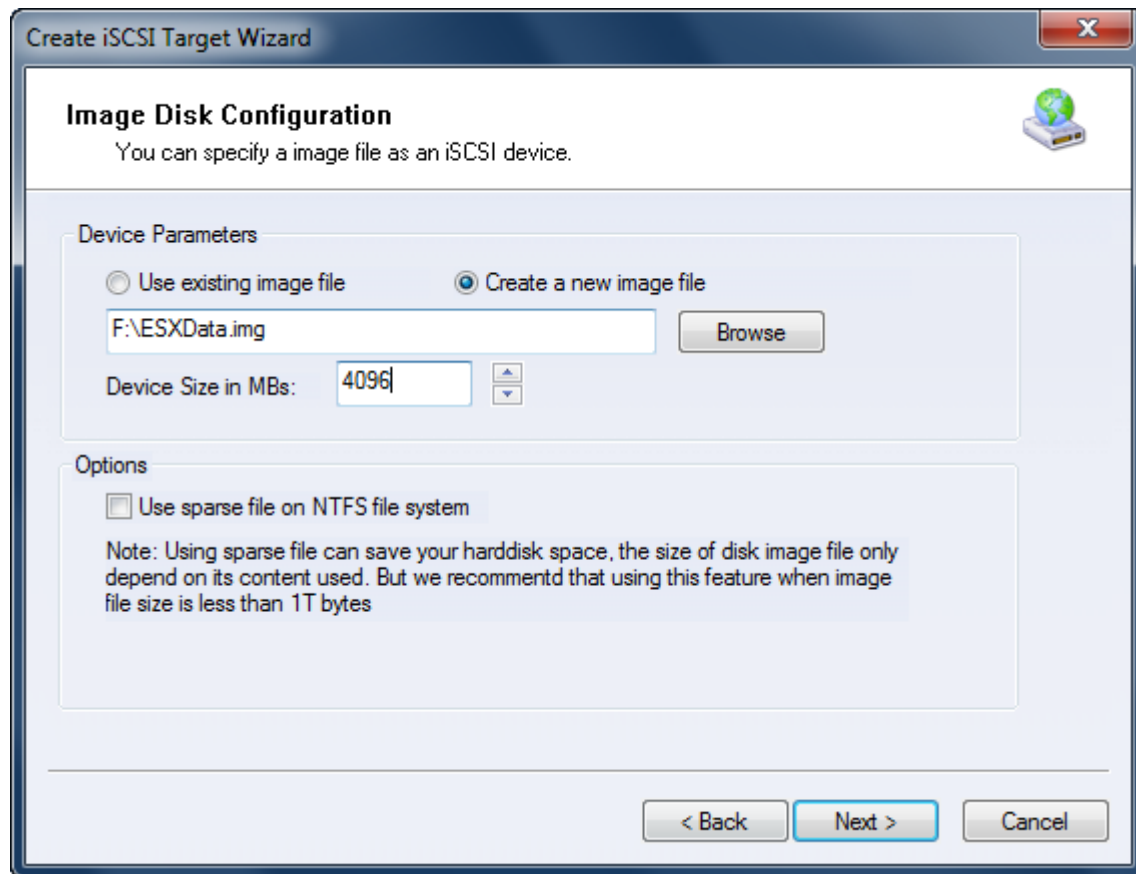 Create iSCSI Target Wizard
Image Disk Configuration
You can specify a image file as an iSCSI device.
Device Parameters
Use existing image file Create a new image file
F:\ESXData.img Browse
Device Size in MBs: 4096
Options
Use sparse file on NTFS file system
Note: Using sparse file can save your harddisk space, the size of disk image file only
depend on its content used. But we recommentd that using this feature when image
file size is less than 1T bytes
< Back Next > Cancel